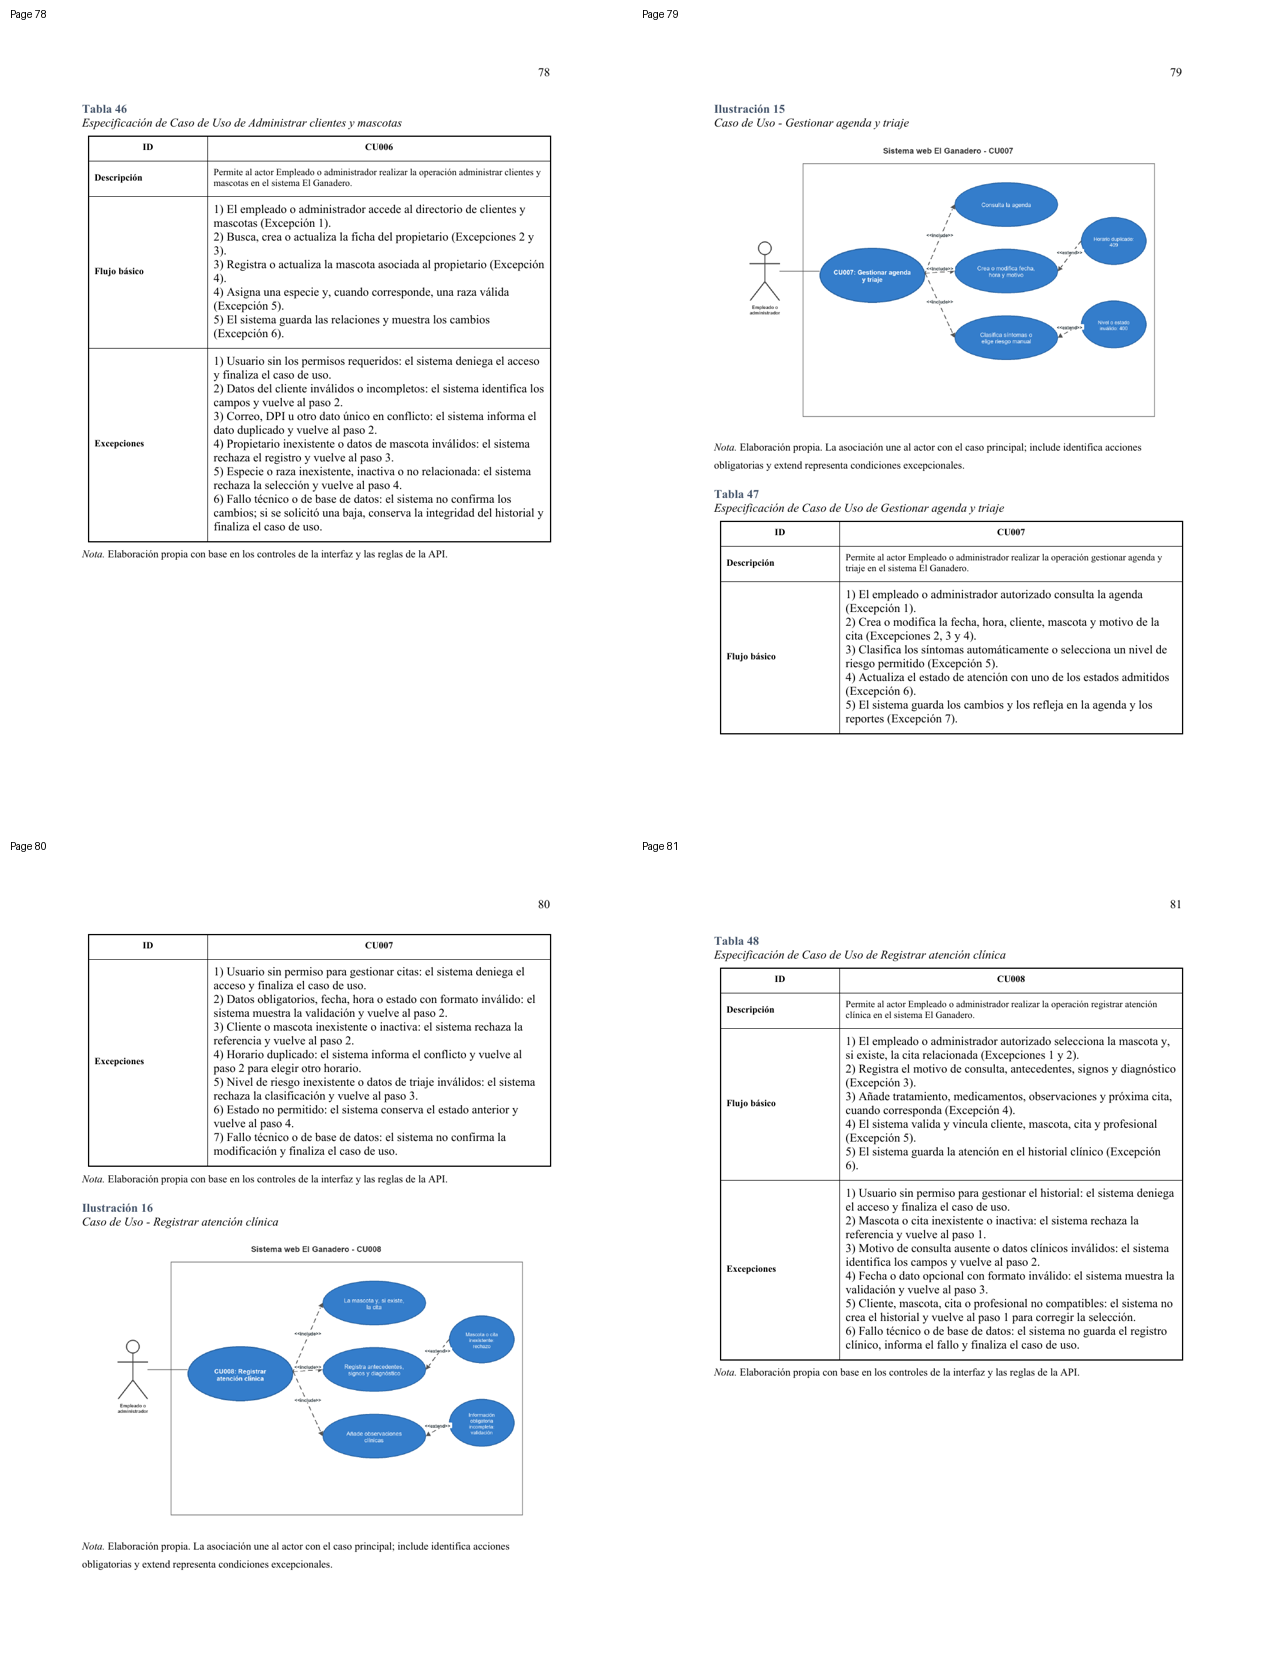 Page 78
78
Tabla 46
Especificación de Caso de Uso de Administrar clientes y mascotas
ID
CU006
Descripción
Permite al actor Empleado o administrador realizar la operación administrar clientes y
mascotas en el sistema El Ganadero.
Flujo básico
1) El empleado o administrador accede al directorio de clientes y
mascotas (Excepción 1).
2) Busca, crea o actualiza la ficha del propietario (Excepciones 2 y
3).
3) Registra o actualiza la mascota asociada al propietario (Excepción
4).
4) Asigna una especie y, cuando corresponde, una raza válida
(Excepción 5).
5) El sistema guarda las relaciones y muestra los cambios
(Excepción 6).
Excepciones
1) Usuario sin los permisos requeridos: el sistema deniega el acceso
y finaliza el caso de uso.
2) Datos del cliente inválidos o incompletos: el sistema identifica los
campos y vuelve al paso 2.
3) Correo, DPI u otro dato único en conflicto: el sistema informa el
dato duplicado y vuelve al paso 2.
4) Propietario inexistente o datos de mascota inválidos: el sistema
rechaza el registro y vuelve al paso 3.
5) Especie o raza inexistente, inactiva o no relacionada: el sistema
rechaza la selección y vuelve al paso 4.
6) Fallo técnico o de base de datos: el sistema no confirma los
cambios; si se solicitó una baja, conserva la integridad del historial y
finaliza el caso de uso.
Nota. Elaboración propia con base en los controles de la interfaz y las reglas de la API.
Page 79
79
Ilustración 15
Caso de Uso - Gestionar agenda y triaje
Sistema web El Ganadero - CU007
Consulta la agenda
Horario duplicado
409
<<include>>
<<extend>>
CU007: Gestionar agenda
y triaje
<<include>>
Crea o modifica fecha,
hora y motivo
Empleado o
administrador
<<include>>
Clasifica síntomas o
elige riesgo manual
<<extend>>
Nivel o estado
inválido 400
Nota. Elaboración propia. La asociación une al actor con el caso principal; include identifica acciones
obligatorias y extend representa condiciones excepcionales.
Tabla 47
Especificación de Caso de Uso de Gestionar agenda y triaje
ID
CU007
Descripción
Permite al actor Empleado o administrador realizar la operación gestionar agenda y
triaje en el sistema El Ganadero.
Flujo básico
1) El empleado o administrador autorizado consulta la agenda
(Excepción 1).
2) Crea o modifica la fecha, hora, cliente, mascota y motivo de la
cita (Excepciones 2, 3 y 4).
3) Clasifica los síntomas automáticamente o selecciona un nivel de
riesgo permitido (Excepción 5).
4) Actualiza el estado de atención con uno de los estados admitidos
(Excepción 6).
5) El sistema guarda los cambios y los refleja en la agenda y los
reportes (Excepción 7).
Page 80
80
ID
CU007
Excepciones
1) Usuario sin permiso para gestionar citas: el sistema deniega el
acceso y finaliza el caso de uso.
2) Datos obligatorios, fecha, hora o estado con formato inválido: el
sistema muestra la validación y vuelve al paso 2.
3) Cliente o mascota inexistente o inactiva: el sistema rechaza la
referencia y vuelve al paso 2.
4) Horario duplicado: el sistema informa el conflicto y vuelve al
paso 2 para elegir otro horario.
5) Nivel de riesgo inexistente o datos de triaje inválidos: el sistema
rechaza la clasificación y vuelve al paso 3.
6) Estado no permitido: el sistema conserva el estado anterior y
vuelve al paso 4.
7) Fallo técnico o de base de datos: el sistema no confirma la
modificación y finaliza el caso de uso.
Nota. Elaboración propia con base en los controles de la interfaz y las reglas de la API.
Ilustración 16
Caso de Uso - Registrar atención clínica
Sistema web El Ganadero - CU008
La mascota y, si existe,
la cita
<<include>>
Mascota o cita
inexistente
rechazo
<<extend>>
CU008: Registrar
atención clínica
<<include>>
Registra antecedentes,
signos y diagnóstico
Empleado o
administrador
<<include>>
Añade observaciones
clínicas
<<extend>>
Información
obligatoria
incompleta
validación
Nota. Elaboración propia. La asociación une al actor con el caso principal; include identifica acciones
obligatorias y extend representa condiciones excepcionales.
Page 81
81
Tabla 48
Especificación de Caso de Uso de Registrar atención clínica
ID
CU008
Descripción
Permite al actor Empleado o administrador realizar la operación registrar atención
clínica en el sistema El Ganadero.
Flujo básico
1) El empleado o administrador autorizado selecciona la mascota y,
si existe, la cita relacionada (Excepciones 1 y 2).
2) Registra el motivo de consulta, antecedentes, signos y diagnóstico
(Excepción 3).
3) Añade tratamiento, medicamentos, observaciones y próxima cita,
cuando corresponda (Excepción 4).
4) El sistema valida y vincula cliente, mascota, cita y profesional
(Excepción 5).
5) El sistema guarda la atención en el historial clínico (Excepción
6).
Excepciones
1) Usuario sin permiso para gestionar el historial: el sistema deniega
el acceso y finaliza el caso de uso.
2) Mascota o cita inexistente o inactiva: el sistema rechaza la
referencia y vuelve al paso 1.
3) Motivo de consulta ausente o datos clínicos inválidos: el sistema
identifica los campos y vuelve al paso 2.
4) Fecha o dato opcional con formato inválido: el sistema muestra la
validación y vuelve al paso 3.
5) Cliente, mascota, cita o profesional no compatibles: el sistema no
crea el historial y vuelve al paso 1 para corregir la selección.
6) Fallo técnico o de base de datos: el sistema no guarda el registro
clínico, informa el fallo y finaliza el caso de uso.
Nota. Elaboración propia con base en los controles de la interfaz y las reglas de la API.